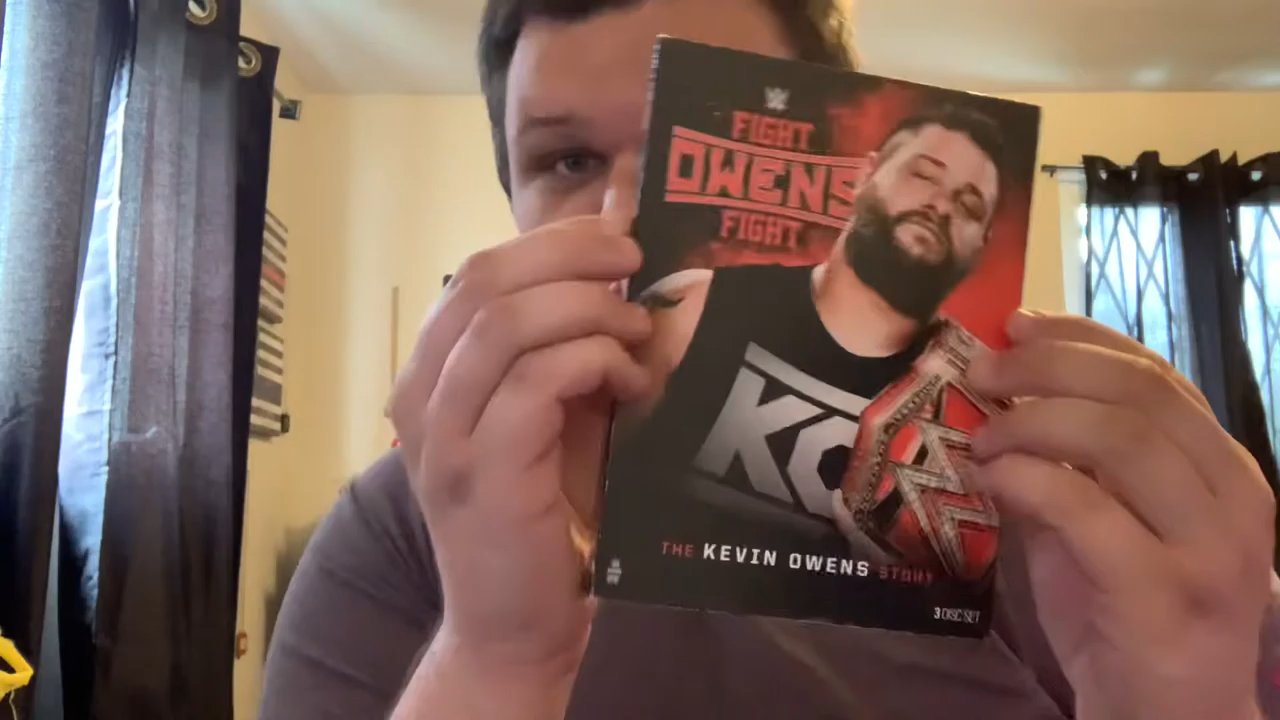 FIGHT
OWENS
FIGHT
KO
THE KEVIN OWENS STORY
3 DISC SET